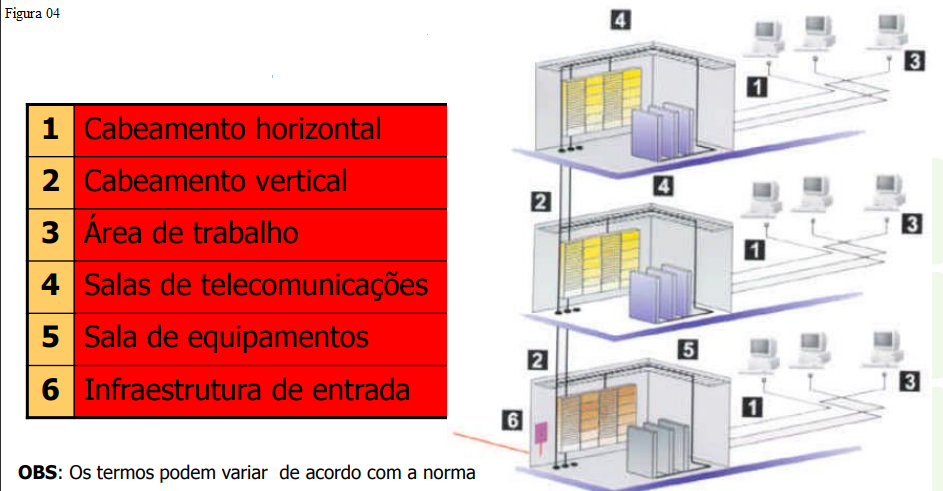 Figura 04
1 Cabeamento horizontal
2 Cabeamento vertical
3 Área de trabalho
4 Salas de telecomunicações
5 Sala de equipamentos
6 Infraestrutura de entrada
OBS: Os termos podem variar de acordo com a norma
4
3
1
2
4
3
1
2
5
3
1
6